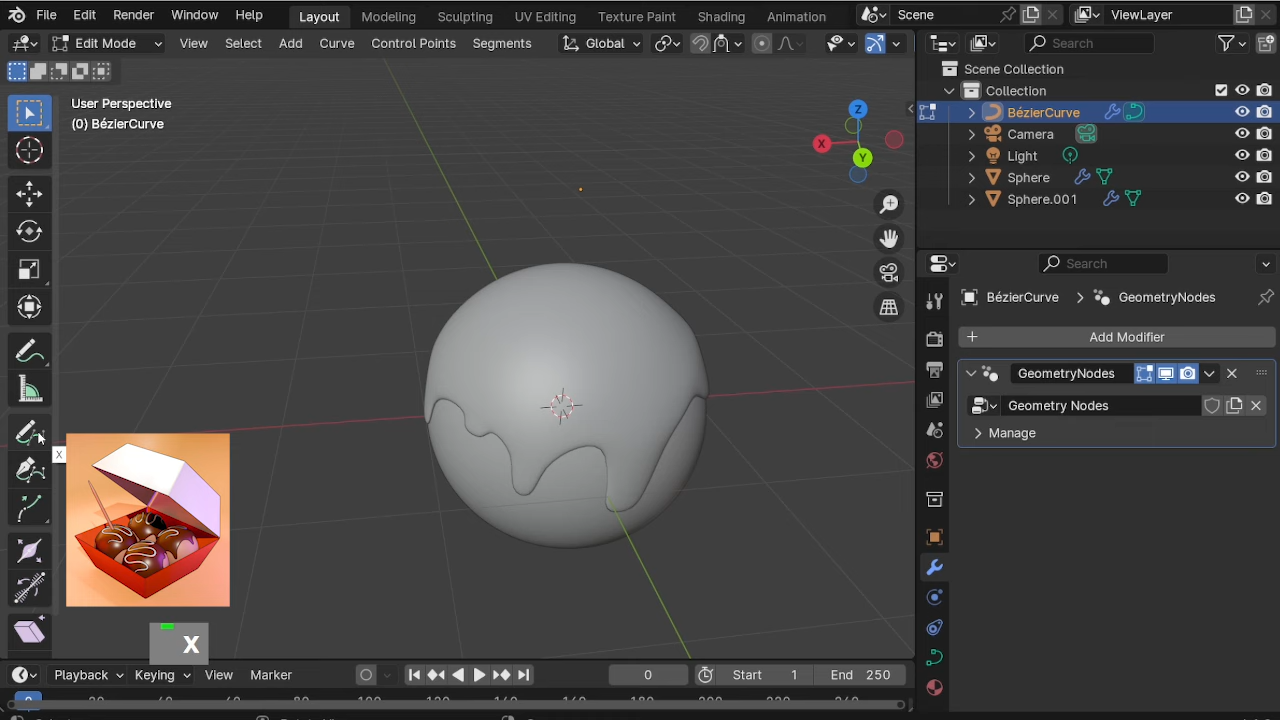 File Edit Render Window Help Layout Modeling Sculpting UV Editing Texture Paint Shading Animation Scene ViewLayer
Edit Mode View Select Add Curve Control Points Segments Global Search
User Perspective
(0) BézierCurve
Z
X
Y
Scene Collection
Collection
BézierCurve
Camera
Light
Sphere
Sphere.001
Search
BézierCurve GeometryNodes
Add Modifier
GeometryNodes
Geometry Nodes
Manage
X
X
Playback Keying View Marker 0 Start 1 End 250